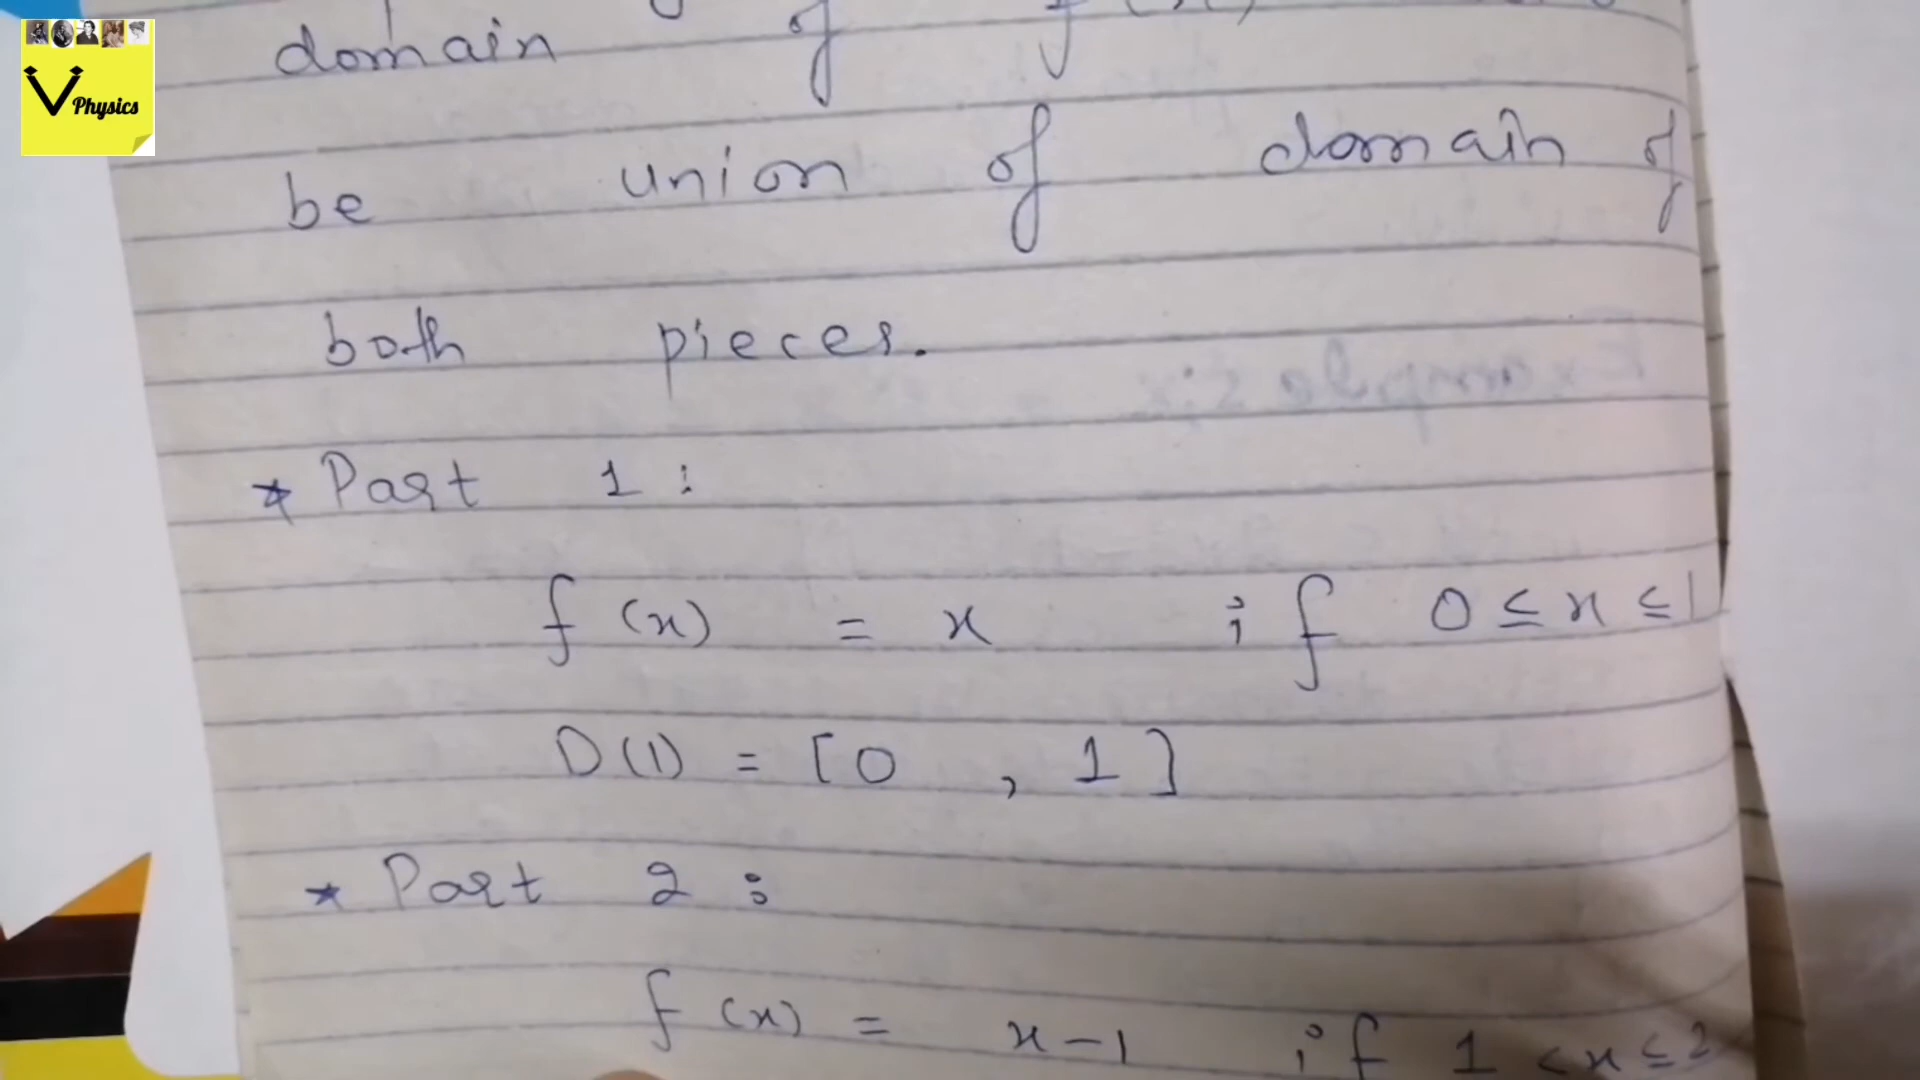 Physics
domain of f(x)
be union of domain of
both pieces.
* Part 1:
f(x) = x if 0 ≤ x ≤ 1
D(1) = [0 , 1]
* Part 2:
f(x) = x-1 if 1 < x ≤ 2